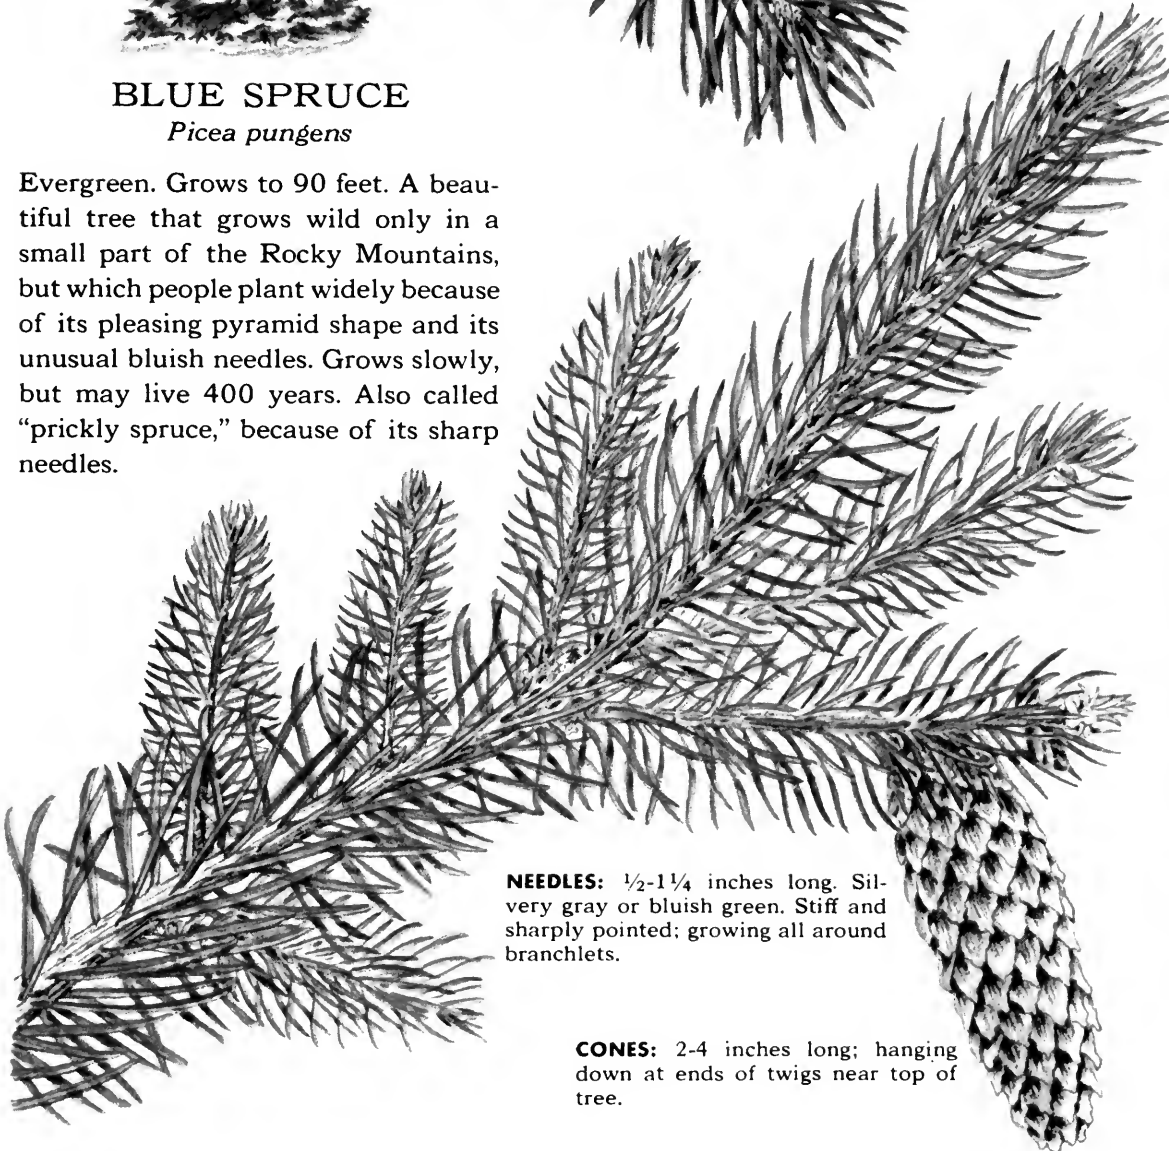 BLUE SPRUCE
Picea pungens
Evergreen. Grows to 90 feet. A beau-
tiful tree that grows wild only in a
small part of the Rocky Mountains,
but which people plant widely because
of its pleasing pyramid shape and its
unusual bluish needles. Grows slowly,
but may live 400 years. Also called
“prickly spruce,” because of its sharp
needles.
NEEDLES: ½-1¼ inches long. Sil-
very gray or bluish green. Stiff and
sharply pointed; growing all around
branchlets.
CONES: 2-4 inches long; hanging
down at ends of twigs near top of
tree.